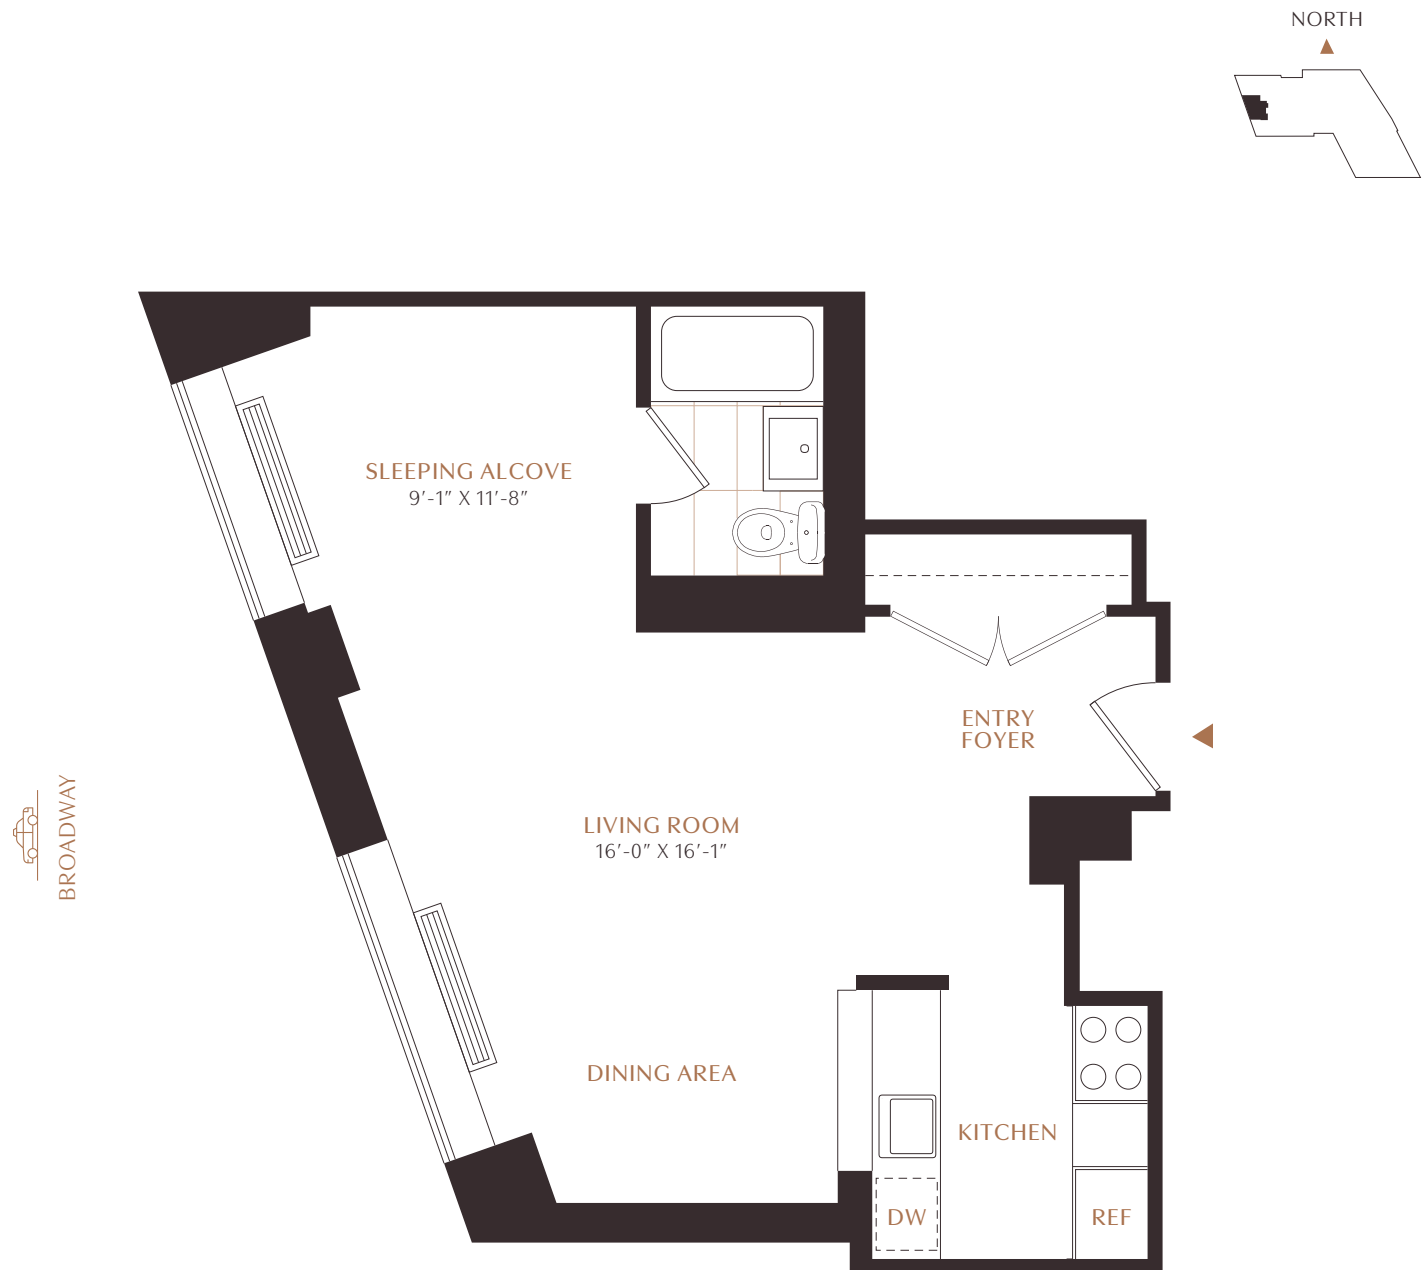 NORTH
SLEEPING ALCOVE
9′-1″ X 11′-8″
ENTRY
FOYER
LIVING ROOM
16′-0″ X 16′-1″
BROADWAY
DINING AREA
KITCHEN
DW
REF